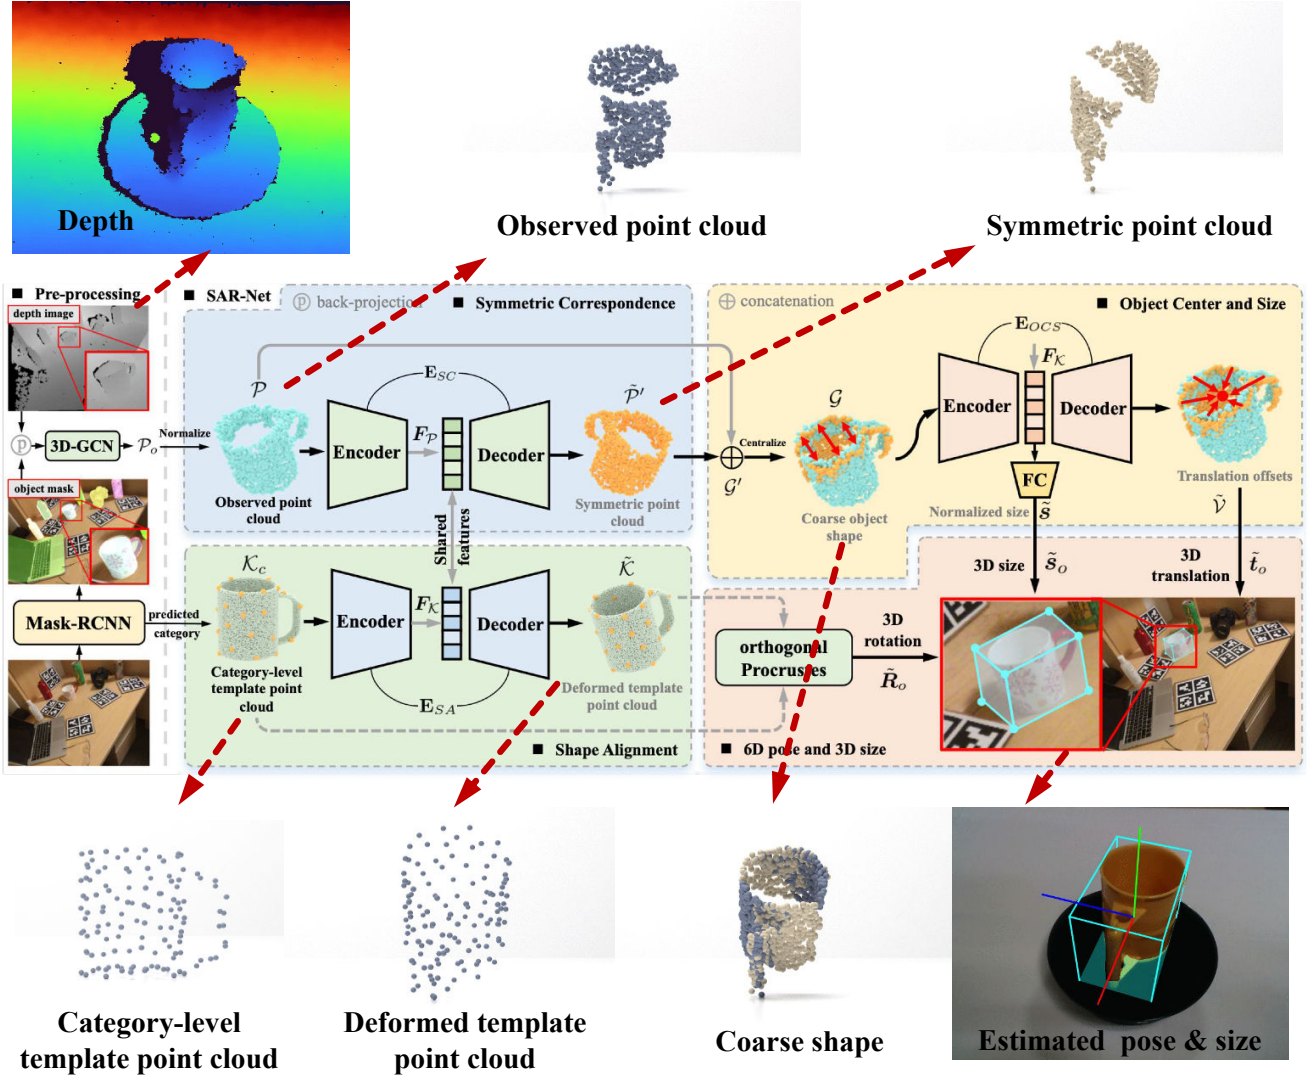 Depth
Observed point cloud
Symmetric point cloud
Pre-processing
SAR-Net
ⓟ back-projection
Symmetric Correspondence
⊕ concatenation
Object Center and Size
depth image
𝒫
E_SC
P̃′
F_𝒫
Encoder
Decoder
Observed point
cloud
Symmetric point
cloud
ⓟ
3D-GCN
𝒫_o
Normalize
object mask
Mask-RCNN
predicted
category
Shared
features
𝒢′
Centralize
𝒢
Coarse object
shape
E_OCS
F_𝒦
Encoder
Decoder
FC
Normalized size
s̃
Translation offsets
Ṽ
𝒦_c
F_𝒦
K̃
Encoder
Decoder
Category-level
template point
cloud
E_SA
Deformed template
point cloud
Shape Alignment
3D size
s̃_o
3D
translation
t̃_o
orthogonal
Procrustes
3D
rotation
R̃_o
6D pose and 3D size
Category-level
template point cloud
Deformed template
point cloud
Coarse shape
Estimated pose & size